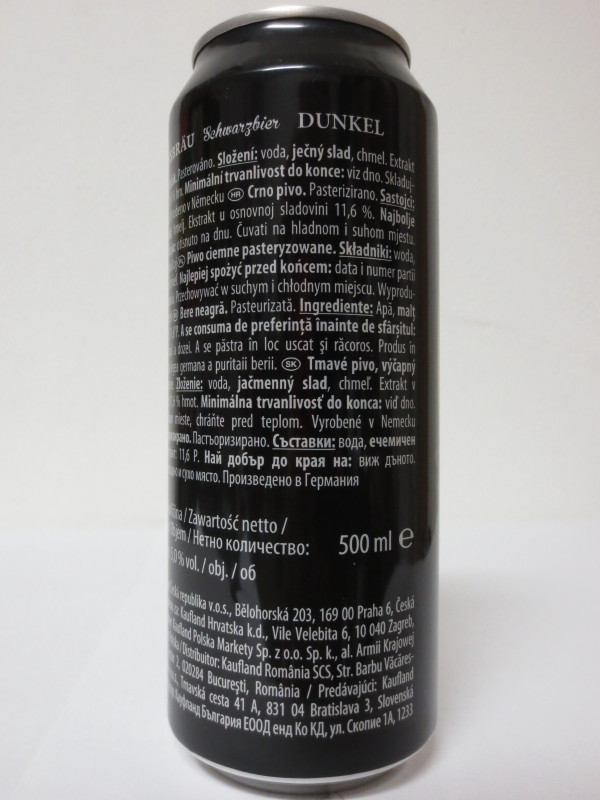 BRÄU Schwarzbier DUNKEL
Pasterováno. Složení: voda, ječný slad, chmel. Extrakt
hm. Minimální trvanlivost do konce: viz dno. Skladuj-
v Německu HR Crno pivo. Pasterizirano. Sastojci:
Ekstrakt u osnovnoj sladovini 11,6 %. Najbolje
otisnuto na dnu. Čuvati na hladnom i suhom mjestu.
Piwo ciemne pasteryzowane. Składniki: woda,
Najlepiej spożyć przed końcem: data i numer partii
Przechowywać w suchym i chłodnym miejscu. Wyprodu-
Bere neagră. Pasteurizată. Ingrediente: Apă, malţ
A se consuma de preferinţă înainte de sfârşitul:
a dozei. A se păstra în loc uscat şi răcoros. Produs în
germana a puritaii berii. SK Tmavé pivo, výčapný
Zloženie: voda, jačmenný slad, chmeľ. Extrakt v
% hmot. Minimálna trvanlivosť do konca: viď dno.
mieste, chráňte pred teplom. Vyrobené v Nemecku
Пастьоризирано. Съставки: вода, ечемичен
11,6 P. Най добър до края на: виж дъното.
и сухо място. Произведено в Германия
/ Zawartość netto /
/ Нетно количество: 500 ml e
% vol. / obj. / об
Česká republika v.o.s., Bělohorská 203, 169 00 Praha 6, Česká
Kaufland Hrvatska k.d., Vile Velebita 6, 10 040 Zagreb,
Kaufland Polska Markety Sp. z o.o. Sp. k., al. Armii Krajowej
/ Distribuitor: Kaufland România SCS, Str. Barbu Văcăres-
2, 020284 Bucureşti, România / Predávajúci: Kaufland
Trnavská cesta 41 A, 831 04 Bratislava 3, Slovenská
Кауфланд България ЕООД енд Ко КД, ул. Скопие 1А, 1233